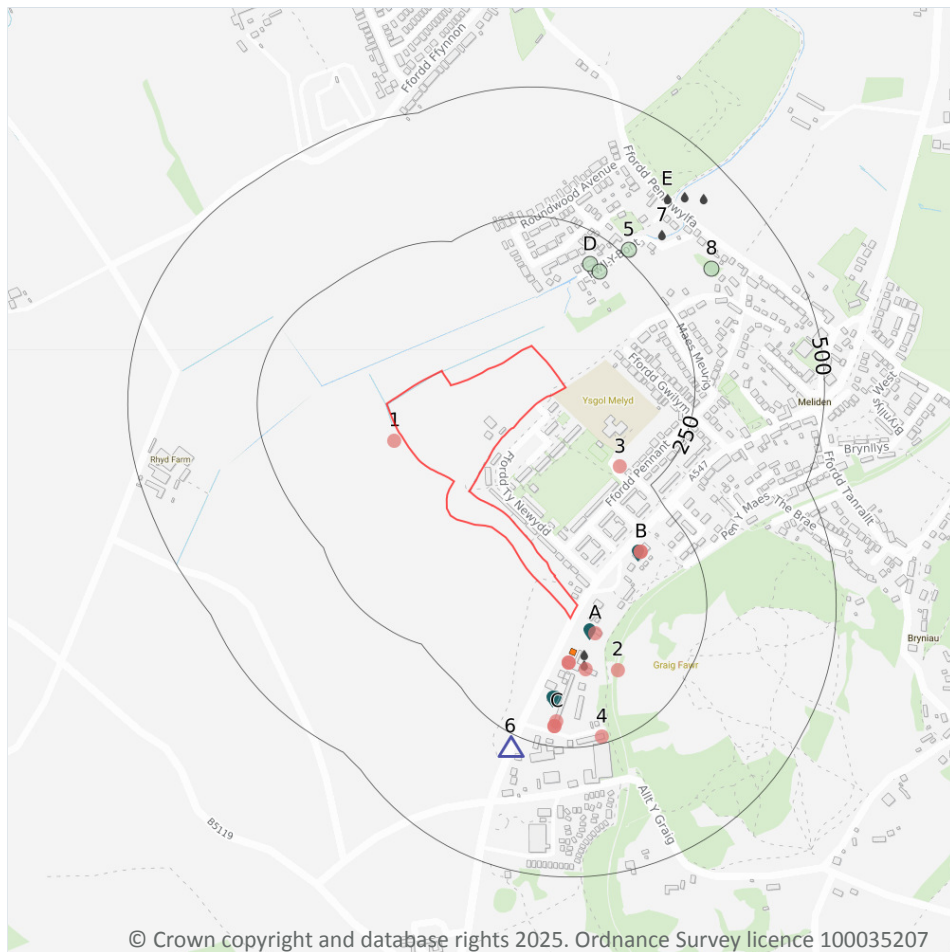 Ffordd Ffynnon
Ffordd Penrhwylfa
Roundwood Avenue
E
7
5
D
8
500
Maes Meurig
Ffordd Gwilym
West
Brynllys
Meliden
Ysgol Melyd
250
1
3
Brynllys
Rhyd Farm
Ffordd Ty Newydd
Ffordd Pennant
A547
Ffordd Tanrallt
Pen Y Maes
The Brae
B
A
2
Graig Fawr
Bryniau
C
4
6
Allt Y Graig
B5119
© Crown copyright and database rights 2025. Ordnance Survey licence 100035207